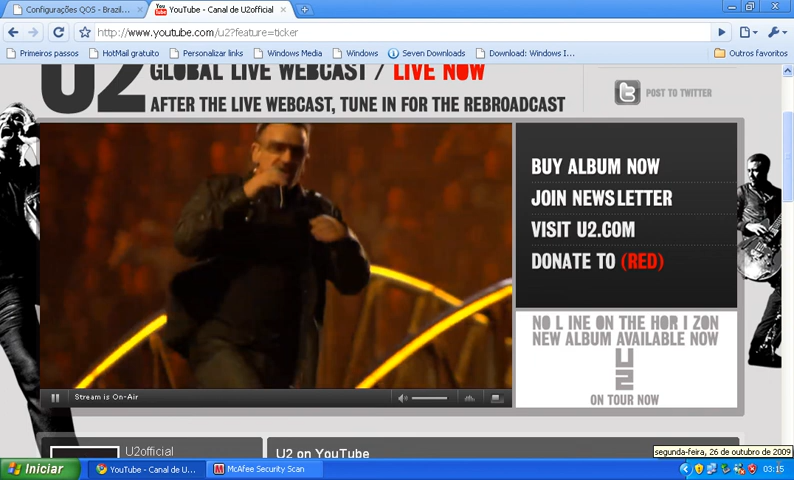 Configurações QOS - Brazil...
YouTube - Canal de U2official
http://www.youtube.com/u2?feature=ticker
Primeiros passos
HotMail gratuito
Personalizar links
Windows Media
Windows
Seven Downloads
Download: Windows I...
Outros favoritos
U2
GLOBAL LIVE WEBCAST / LIVE NOW
AFTER THE LIVE WEBCAST, TUNE IN FOR THE REBROADCAST
POST TO TWITTER
BUY ALBUM NOW
JOIN NEWSLETTER
VISIT U2.COM
DONATE TO (RED)
NO L INE ON THE HOR I ZON
NEW ALBUM AVAILABLE NOW
U
2
ON TOUR NOW
Stream is On-Air
U2official
U2 on YouTube
segunda-feira, 26 de outubro de 2009
Iniciar
YouTube - Canal de U...
McAfee Security Scan
03:15